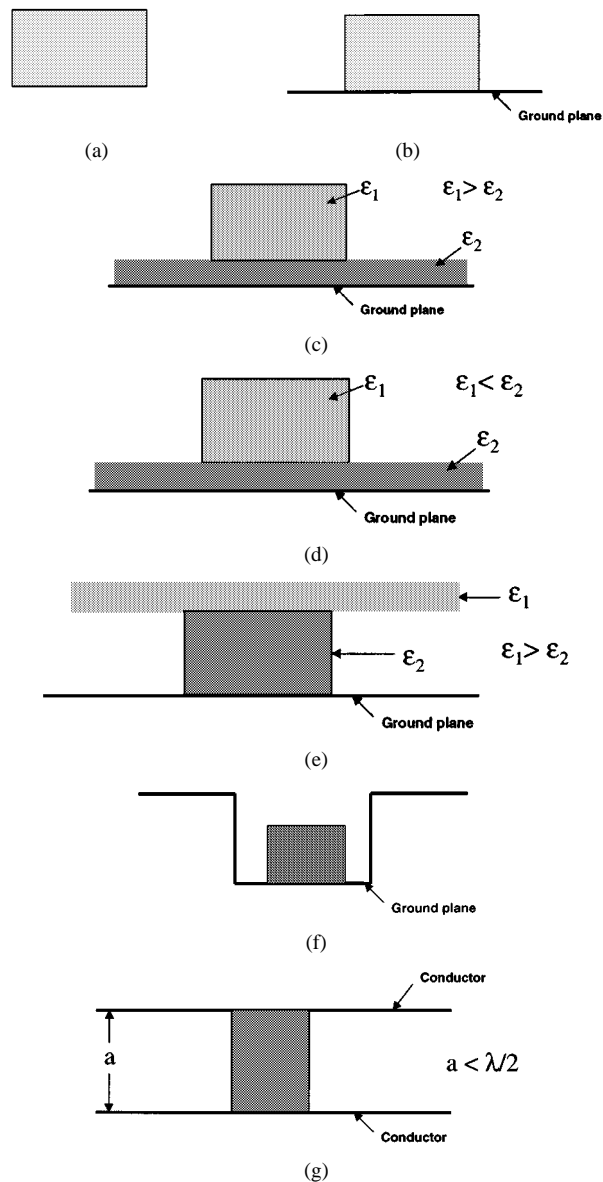 (a)
Ground plane
(b)
ε₁ ε₁> ε₂
ε₂
Ground plane
(c)
ε₁ ε₁< ε₂
ε₂
Ground plane
(d)
ε₁
ε₂ ε₁> ε₂
Ground plane
(e)
Ground plane
(f)
Conductor
a a < λ/2
Conductor
(g)